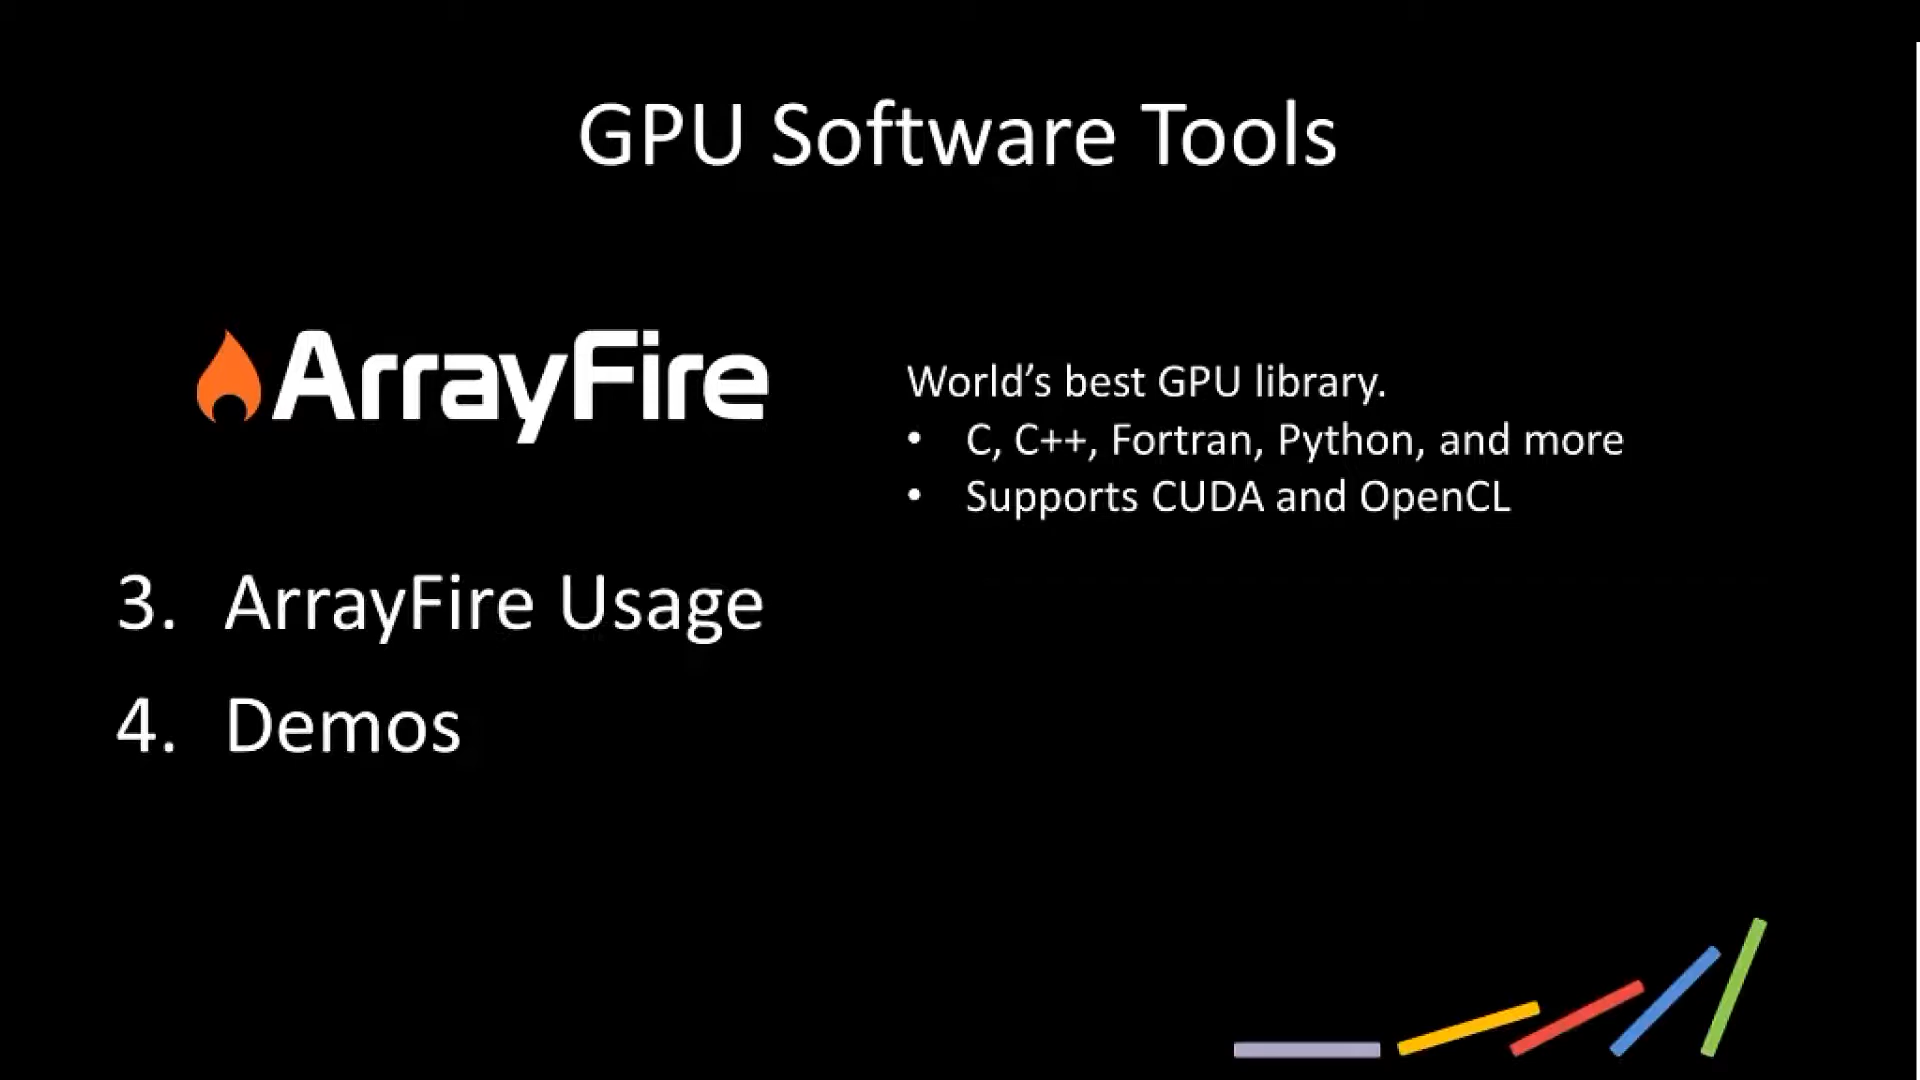 GPU Software Tools
ArrayFire
World's best GPU library.
• C, C++, Fortran, Python, and more
• Supports CUDA and OpenCL
3. ArrayFire Usage
4. Demos